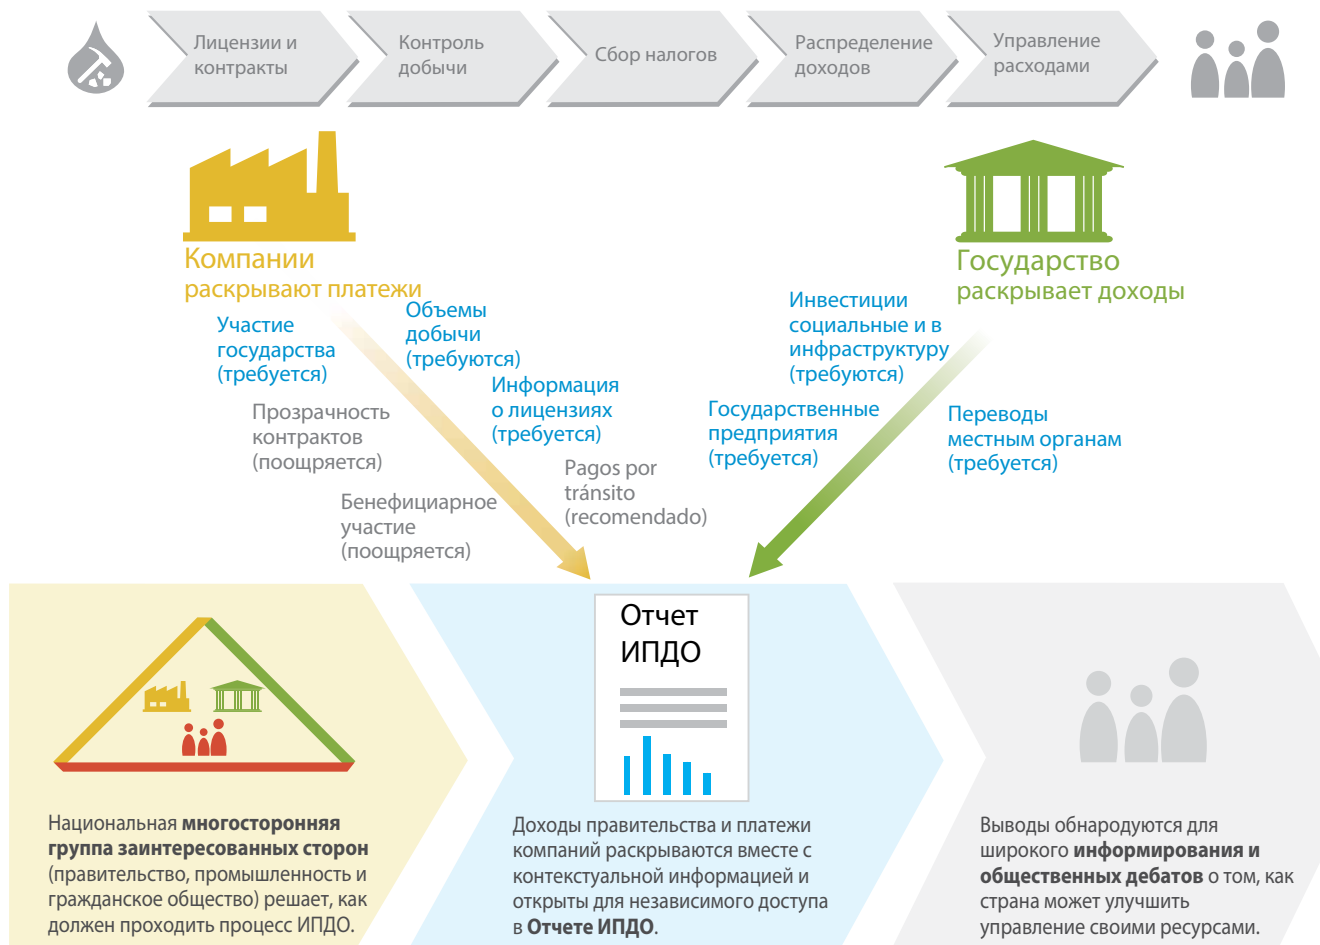 Лицензии и
контракты
Контроль
добычи
Сбор налогов
Распределение
доходов
Управление
расходами
Компании
раскрывают платежи
Государство
раскрывает доходы
Участие
государства
(требуется)
Объемы
добычи
(требуются)
Прозрачность
контрактов
(поощряется)
Информация
о лицензиях
(требуется)
Бенефициарное
участие
(поощряется)
Pagos por
tránsito
(recomendado)
Инвестиции
социальные и в
инфраструктуру
(требуются)
Государственные
предприятия
(требуется)
Переводы
местным органам
(требуется)
Отчет
ИПДО
Национальная многосторонняя
группа заинтересованных сторон
(правительство, промышленность и
гражданское общество) решает, как
должен проходить процесс ИПДО.
Доходы правительства и платежи
компаний раскрываются вместе с
контекстуальной информацией и
открыты для независимого доступа
в Отчете ИПДО.
Выводы обнародуются для
широкого информирования и
общественных дебатов о том, как
страна может улучшить
управление своими ресурсами.